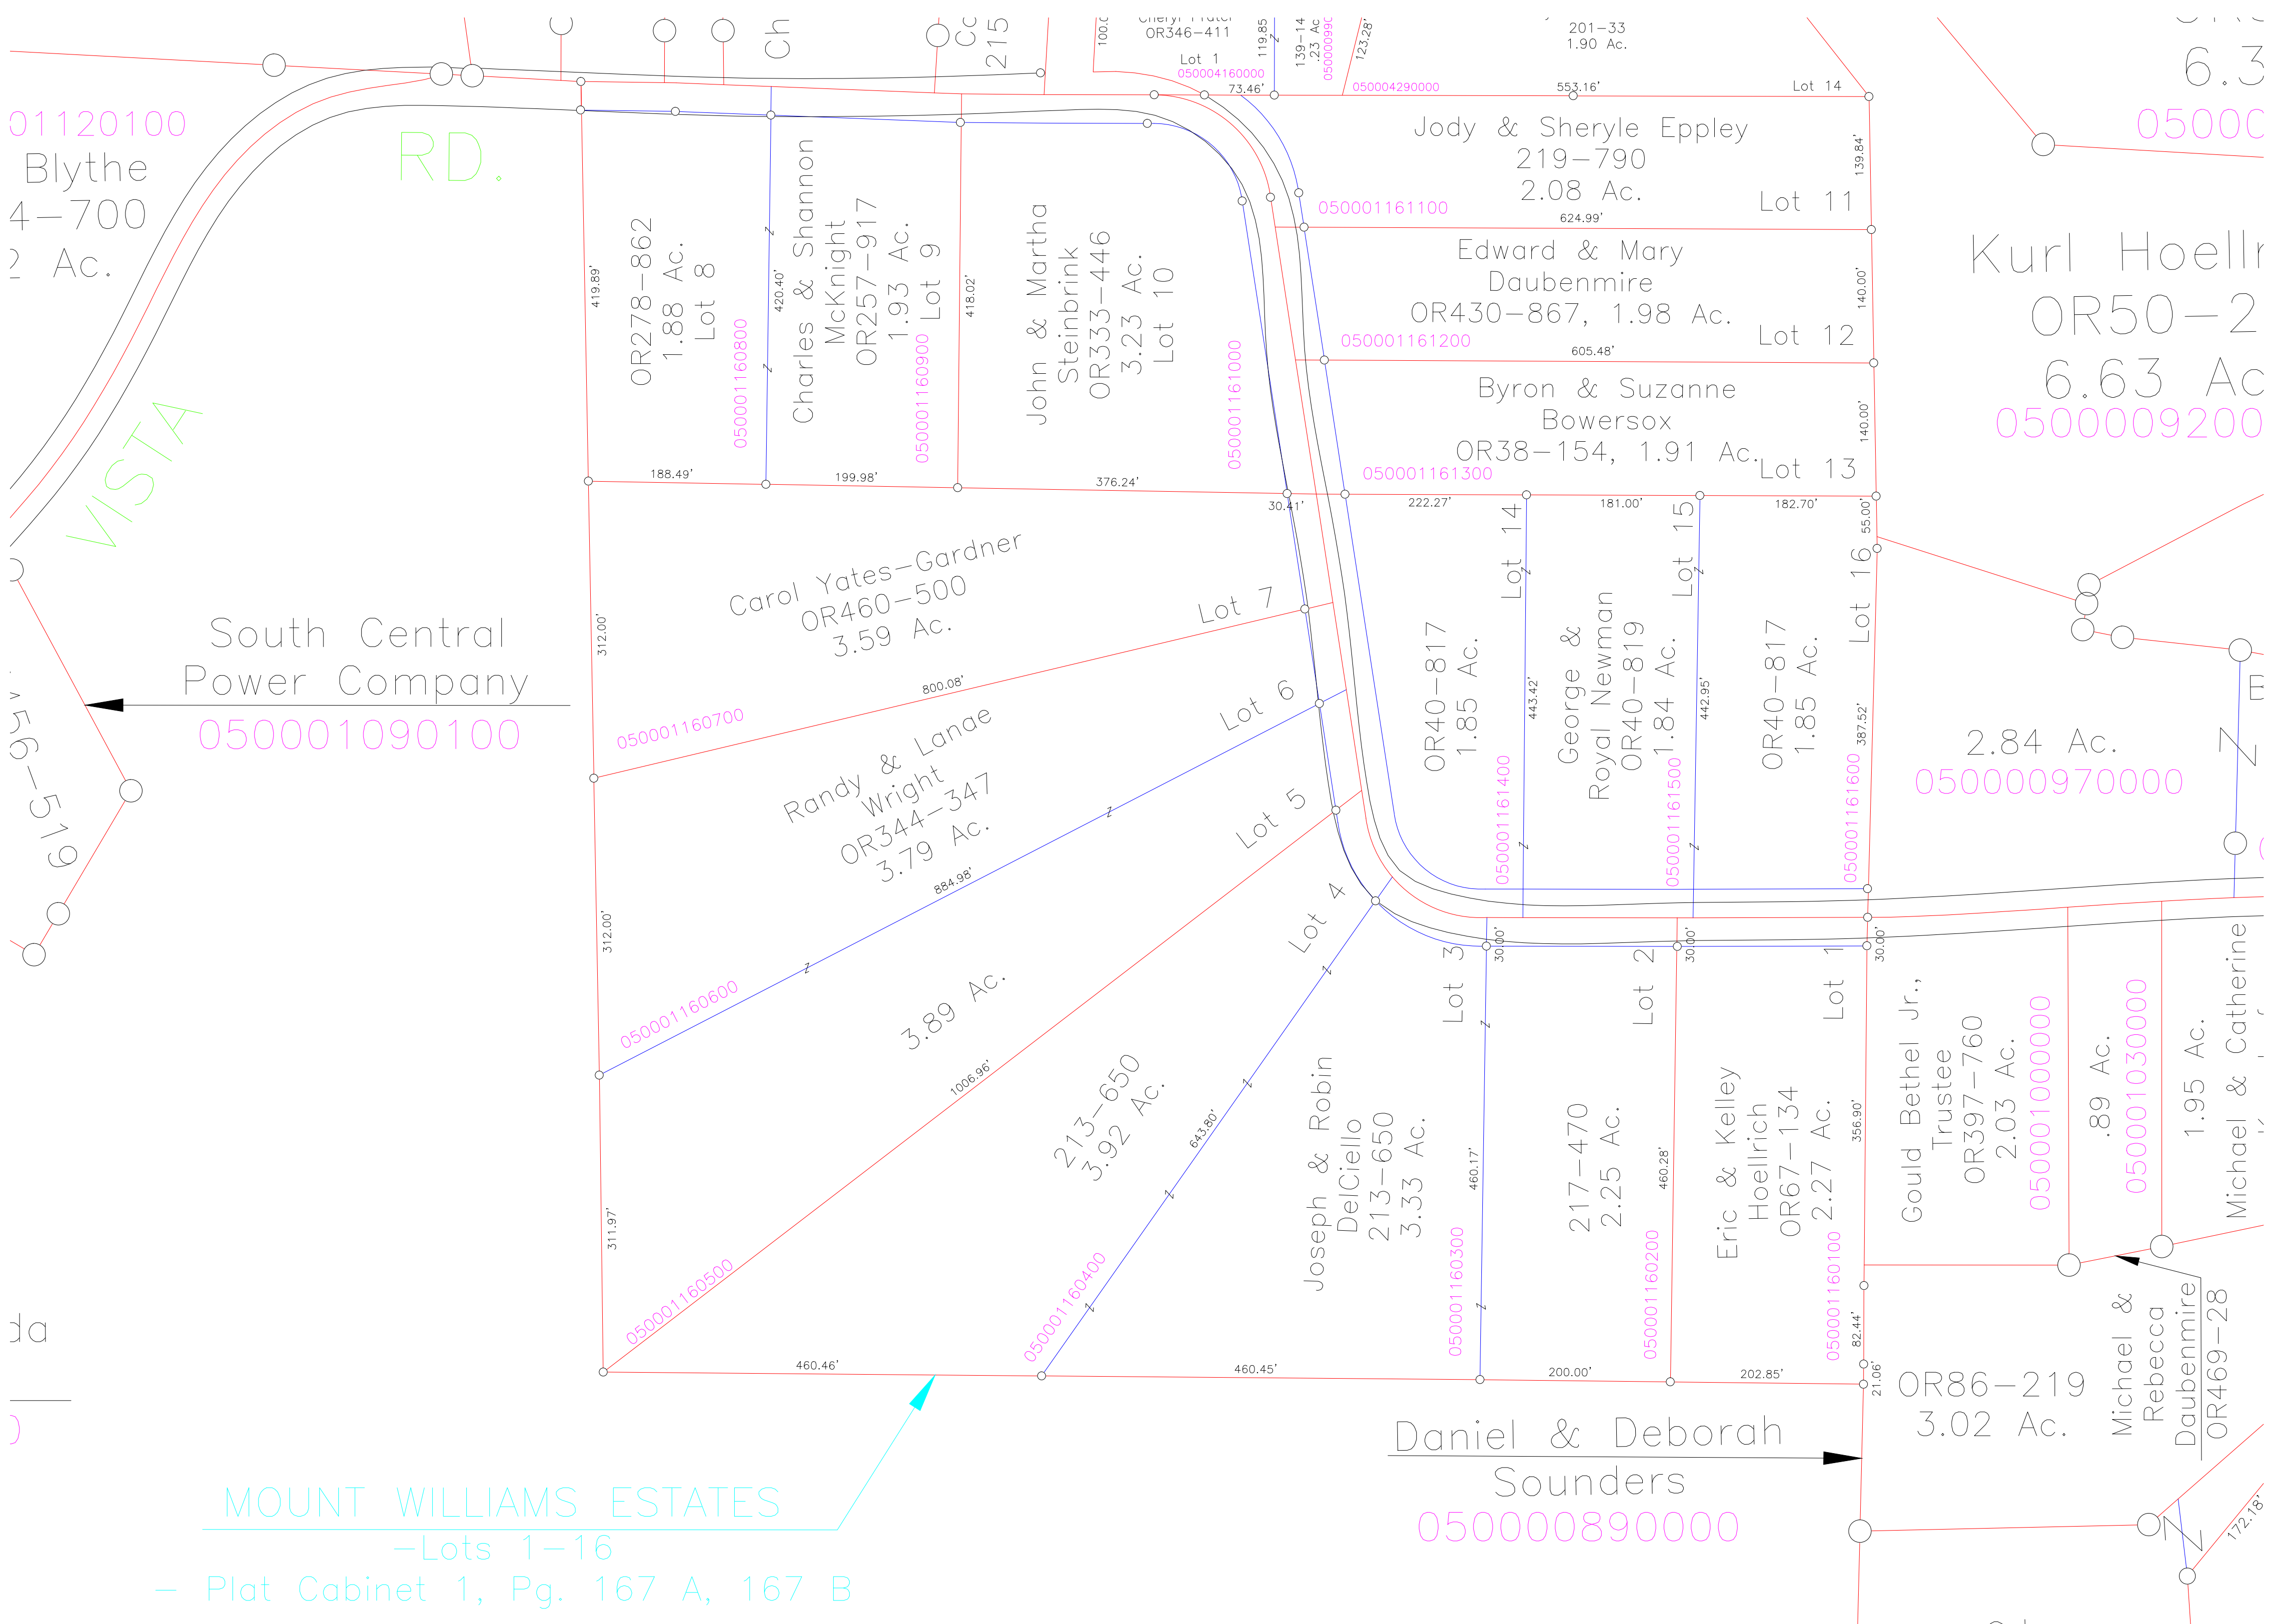 215
100.0
OR346-411
Lot 1
050004160000
73.46'
119.85
139-14
.23 Ac
123.28'
050004290000
201-33
1.90 Ac.
553.16'
Lot 14
6.3
01120100
Blythe
4-700
2 Ac.
RD.
VISTA
Jody & Sheryle Eppley
219-790
2.08 Ac.
Lot 11
139.84'
050001161100
624.99'
Edward & Mary
Daubenmire
OR430-867, 1.98 Ac.
Lot 12
140.00'
050001161200
605.48'
Byron & Suzanne
Bowersox
OR38-154, 1.91 Ac.
Lot 13
140.00'
050001161300
419.89'
OR278-862
1.88 Ac.
Lot 8
050001160800
420.40'
Charles & Shannon
McKnight
OR257-917
1.93 Ac.
Lot 9
050001160900
418.02'
John & Martha
Steinbrink
OR333-446
3.23 Ac.
Lot 10
050001161000
188.49'
199.98'
376.24'
30.41'
222.27'
181.00'
182.70'
55.00'
OR50-2
6.63 Ac
0500009200
South Central
Power Company
050001090100
312.00'
Carol Yates-Gardner
OR460-500
3.59 Ac.
Lot 7
050001160700
800.08'
Randy & Lanae
Wright
OR344-347
3.79 Ac.
Lot 6
050001160600
884.98'
312.00'
3.89 Ac.
Lot 5
050001160500
1006.96'
311.97'
213-650
3.92 Ac.
Lot 4
050001160400
643.80'
OR40-817
1.85 Ac.
Lot 14
050001161400
443.42'
George &
Royal Newman
OR40-819
1.84 Ac.
Lot 15
050001161500
442.95'
OR40-817
1.85 Ac.
Lot 16
050001161600
387.52'
2.84 Ac.
050000970000
456-519
Joseph & Robin
DelCiello
213-650
3.33 Ac.
Lot 3
050001160300
460.17'
30.00'
217-470
2.25 Ac.
Lot 2
050001160200
460.28'
30.00'
Eric & Kelley
Hoellrich
OR67-134
2.27 Ac.
Lot 1
050001160100
356.90'
30.00'
82.44'
21.06'
Gould Bethel Jr.,
Trustee
OR397-760
2.03 Ac.
050001000000
.89 Ac.
050001030000
1.95 Ac.
Michael & Catherine
460.46'
460.45'
200.00'
202.85'
OR86-219
3.02 Ac.
Michael &
Rebecca
Daubenmire
OR469-28
da
Daniel & Deborah
Sounders
050000890000
172.18'
MOUNT WILLIAMS ESTATES
-Lots 1-16
- Plat Cabinet 1, Pg. 167 A, 167 B